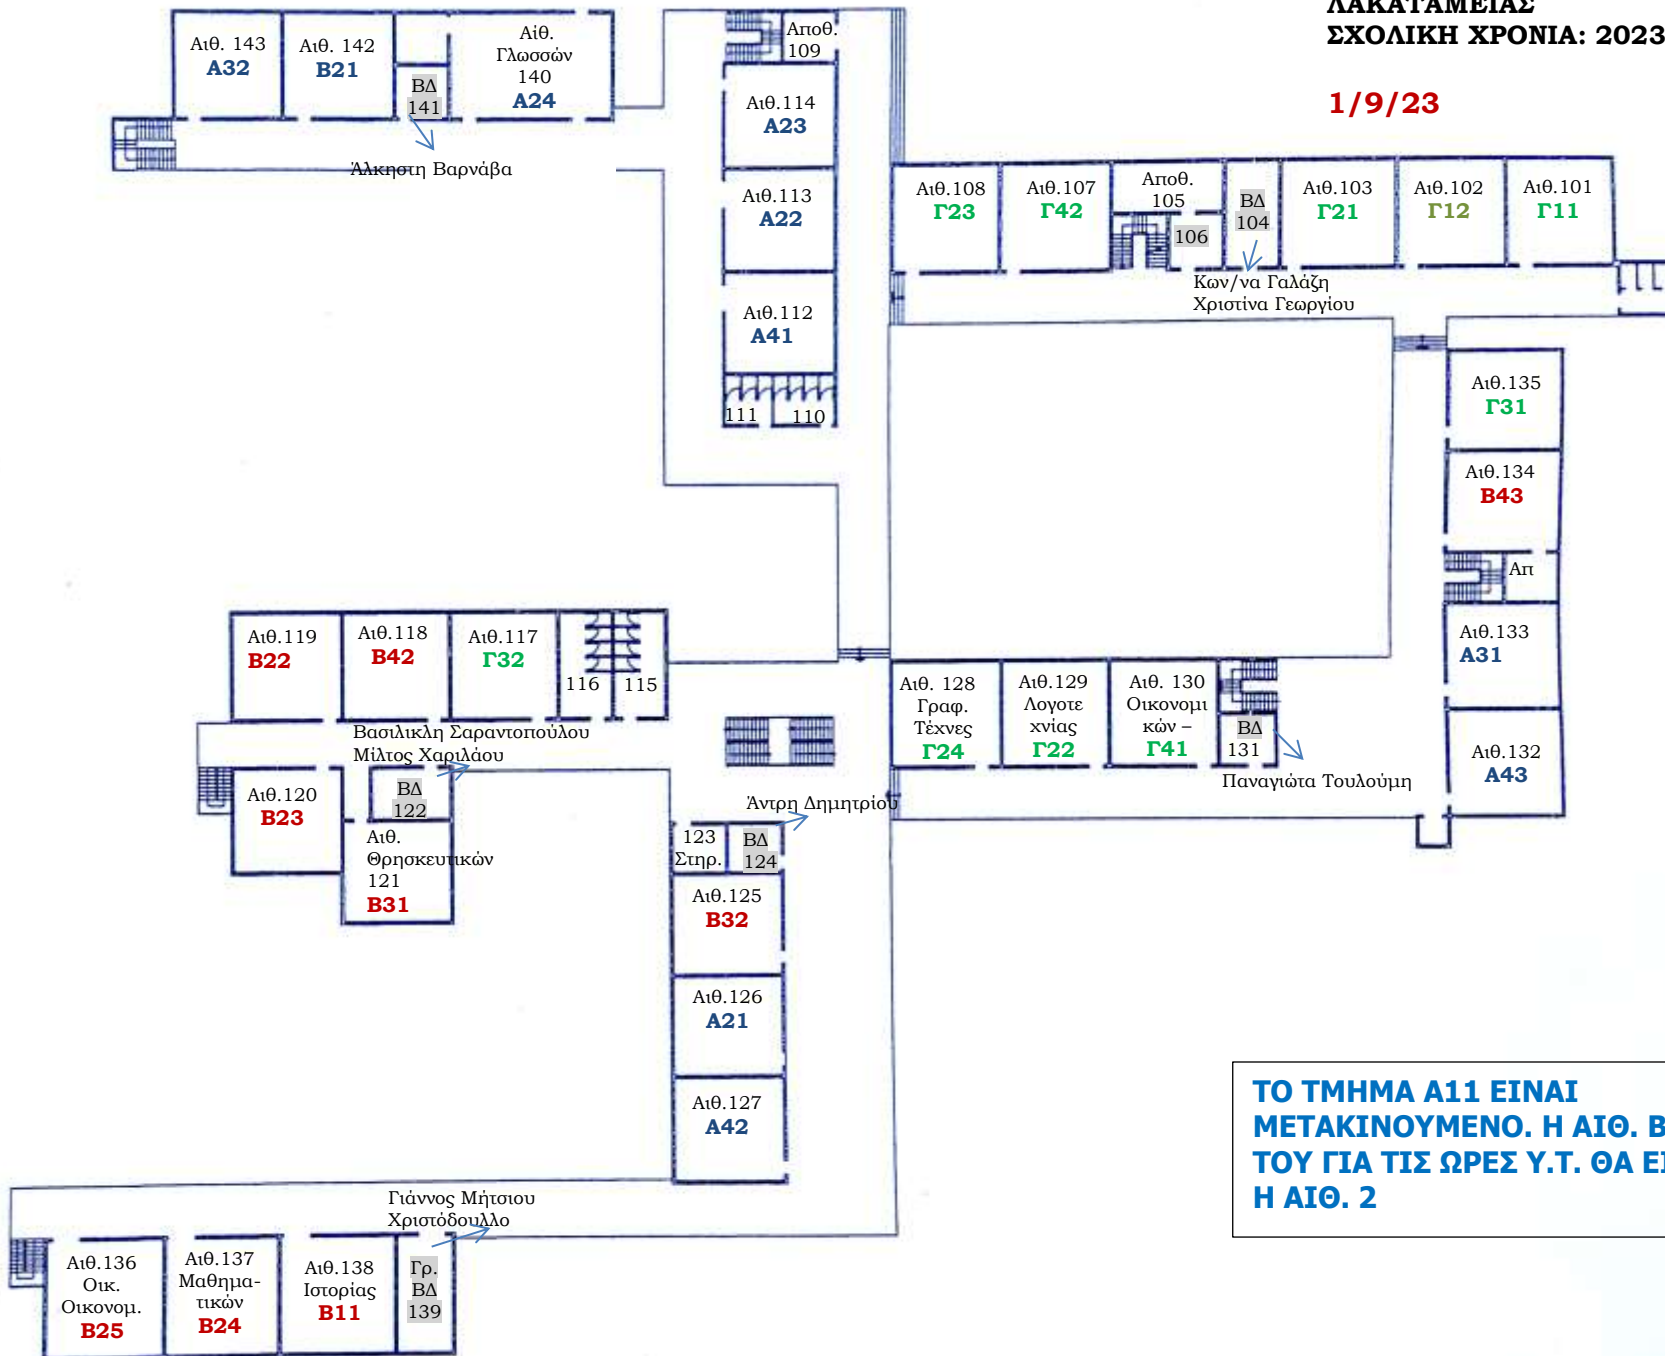 ΛΑΚΑΤΑΜΕΙΑΣ
ΣΧΟΛΙΚΗ ΧΡΟΝΙΑ: 2023
1/9/23
Αιθ. 143
Α32
Αιθ. 142
Β21
ΒΔ
141
Αίθ.
Γλωσσών
140
Α24
Άλκηστη Βαρνάβα
Αποθ.
109
Αιθ.114
Α23
Αιθ.113
Α22
Αιθ.112
Α41
111
110
Αιθ.108
Γ23
Αιθ.107
Γ42
Αποθ.
105
106
ΒΔ
104
Αιθ.103
Γ21
Αιθ.102
Γ12
Αιθ.101
Γ11
Κων/να Γαλάζη
Χριστίνα Γεωργίου
Αιθ.135
Γ31
Αιθ.134
Β43
Απ
Αιθ.133
Α31
Αιθ.132
Α43
Αιθ.119
Β22
Αιθ.118
Β42
Αιθ.117
Γ32
116
115
Βασιλικλη Σαραντοπούλου
Μίλτος Χαριλάου
Αιθ.120
Β23
ΒΔ
122
Αιθ.
Θρησκευτικών
121
Β31
Αιθ. 128
Γραφ.
Τέχνες
Γ24
Αιθ.129
Λογοτε
χνίας
Γ22
Αιθ. 130
Οικονομι
κών –
Γ41
ΒΔ
131
Παναγιώτα Τουλούμη
Άντρη Δημητρίου
123
Στηρ.
ΒΔ
124
Αιθ.125
Β32
Αιθ.126
Α21
Αιθ.127
Α42
ΤΟ ΤΜΗΜΑ Α11 ΕΙΝΑΙ
ΜΕΤΑΚΙΝΟΥΜΕΝΟ. Η ΑΙΘ. Β
ΤΟΥ ΓΙΑ ΤΙΣ ΩΡΕΣ Υ.Τ. ΘΑ ΕΙ
Η ΑΙΘ. 2
Γιάννος Μήτσιου
Χριστόδουλλο
Αιθ.136
Οικ.
Οικονομ.
Β25
Αιθ.137
Μαθημα-
τικών
Β24
Αιθ.138
Ιστορίας
Β11
Γρ.
ΒΔ
139